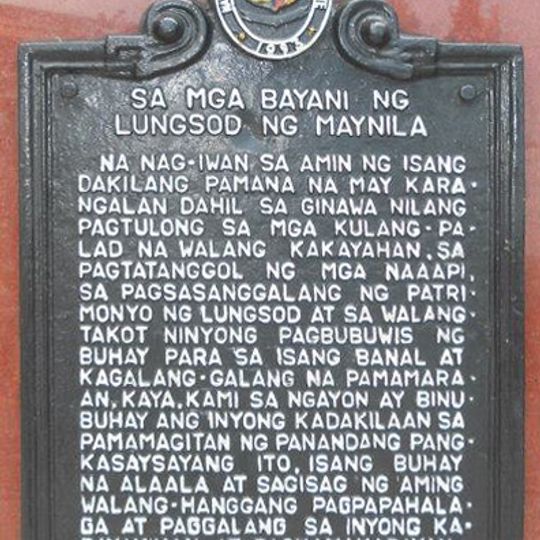 SA MGA BAYANI NG
LUNGSOD NG MAYNILA
NA NAG-IWAN SA AMIN NG ISANG
DAKILANG PAMANA NA MAY KARA-
NGALAN DAHIL SA GINAWA NILANG
PAGTULONG SA MGA KULANG-PA-
LAD NA WALANG KAKAYAHAN, SA
PAGTATANGGOL NG MGA NAAAPI,
SA PAGSASANGGALANG NG PATRI-
MONYO NG LUNGSOD AT SA WALANG-
TAKOT NINYONG PAGBUBUWIS NG
BUHAY PARA SA ISANG BANAL AT
KAGALANG-GALANG NA PAMAMARA-
AN, KAYA, KAMI SA NGAYON AY BINU-
BUHAY ANG INYONG KADAKILAAN SA
PAMAMAGITAN NG PANANDANG PANG-
KASAYSAYANG ITO, ISANG BUHAY
NA ALAALA AT SAGISAG NG AMING
WALANG-HANGGANG PAGPAPAHALA-
GA AT PAGGALANG SA INYONG KA-